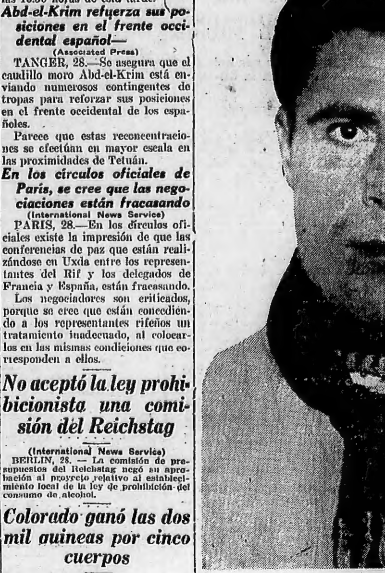 las 10.30 horas de esta tarde.
Abd-el-Krim refuerza sus po-
siciones en el frente occi-
dental español—
(Associated Press)
TANGER, 28.—Se asegura que el
caudillo moro Abd-el-Krim está en-
viando numerosos contingentes de
tropas para reforzar sus posiciones
en el frente occidental de los espa-
ñoles.
Parece que estas reconcentracio-
nes se efectúan en mayor escala en
las proximidades de Tetuán.
En los círculos oficiales de
París, se cree que las nego-
ciaciones están fracasando
(International News Service)
PARIS, 28.—En los círculos ofi-
ciales existe la impresión de que las
conferencias de paz que están reali-
zándose en Uxda entre los represen-
tantes del Rif y los delegados de
Francia y España, están fracasando.
Los negociadores son criticados,
porque se cree que están concedien-
do a los representantes rifeños un
tratamiento inadecuado, al colocar-
los en las mismas condiciones que co-
rresponden a ellos.
No aceptó la ley prohi-
bicionista una comi-
sión del Reichstag
(International News Service)
BERLIN, 28. — La comisión de pre-
supuestos del Reichstag negó su apro-
bación al proyecto relativo al estableci-
miento local de la ley de prohibición del
consumo de alcohol.
Colorado ganó las dos
mil guineas por cinco
cuerpos